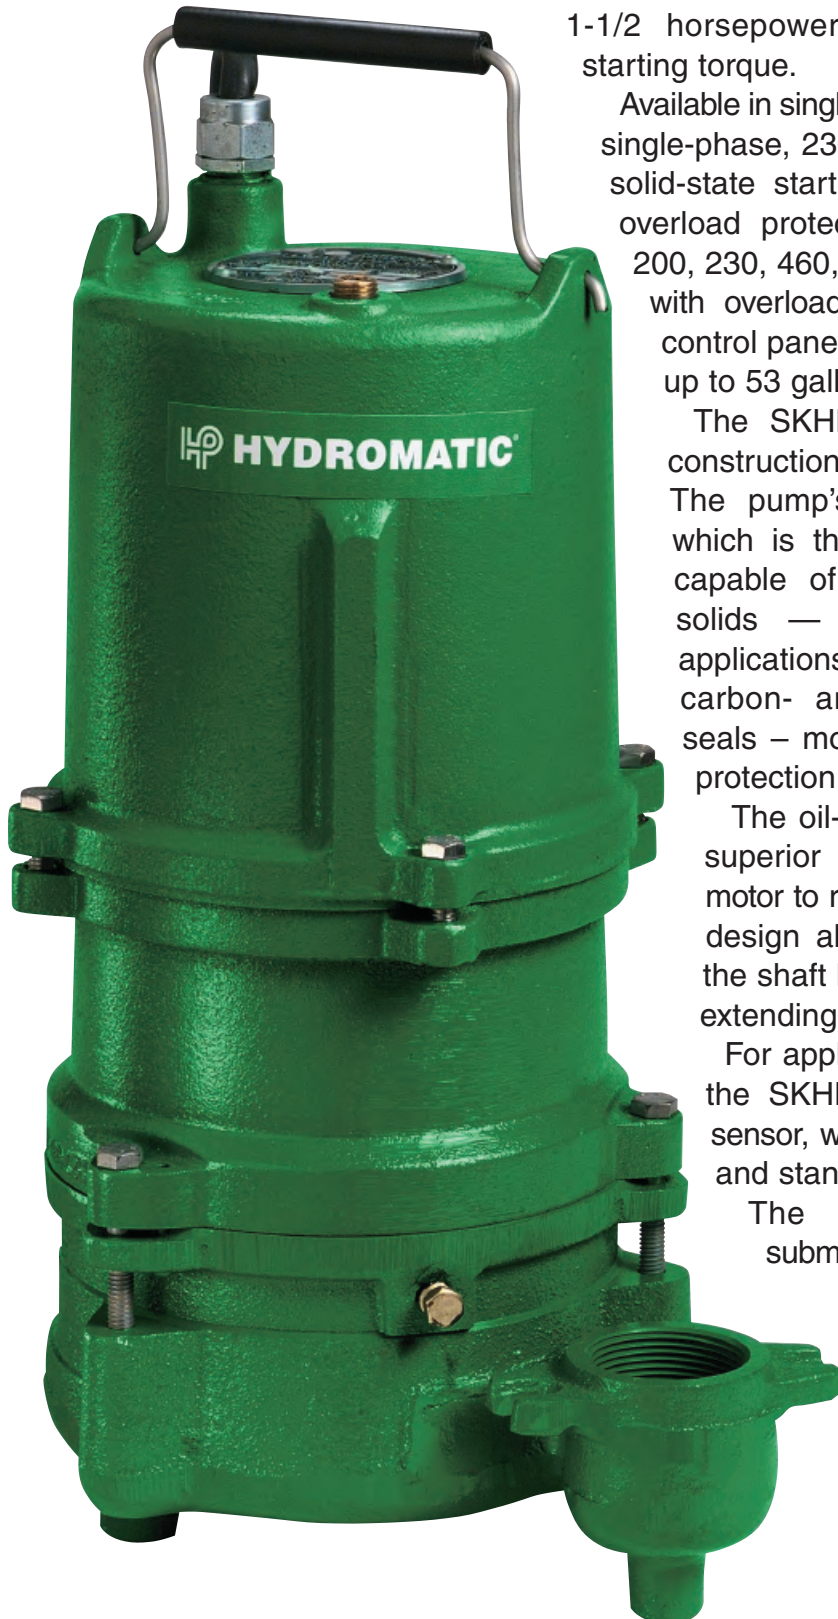 1-1/2 horsepower
starting torque.
Available in singl
single-phase, 23
solid-state start
overload protec
200, 230, 460,
with overload
control pane
up to 53 gall
HYDROMATIC
The SKHI
construction
The pump's
which is th
capable of
solids —
applications
carbon- an
seals – mo
protection
The oil-
superior
motor to r
design al
the shaft
extending
For appl
the SKHI
sensor, w
and stan
The
subm